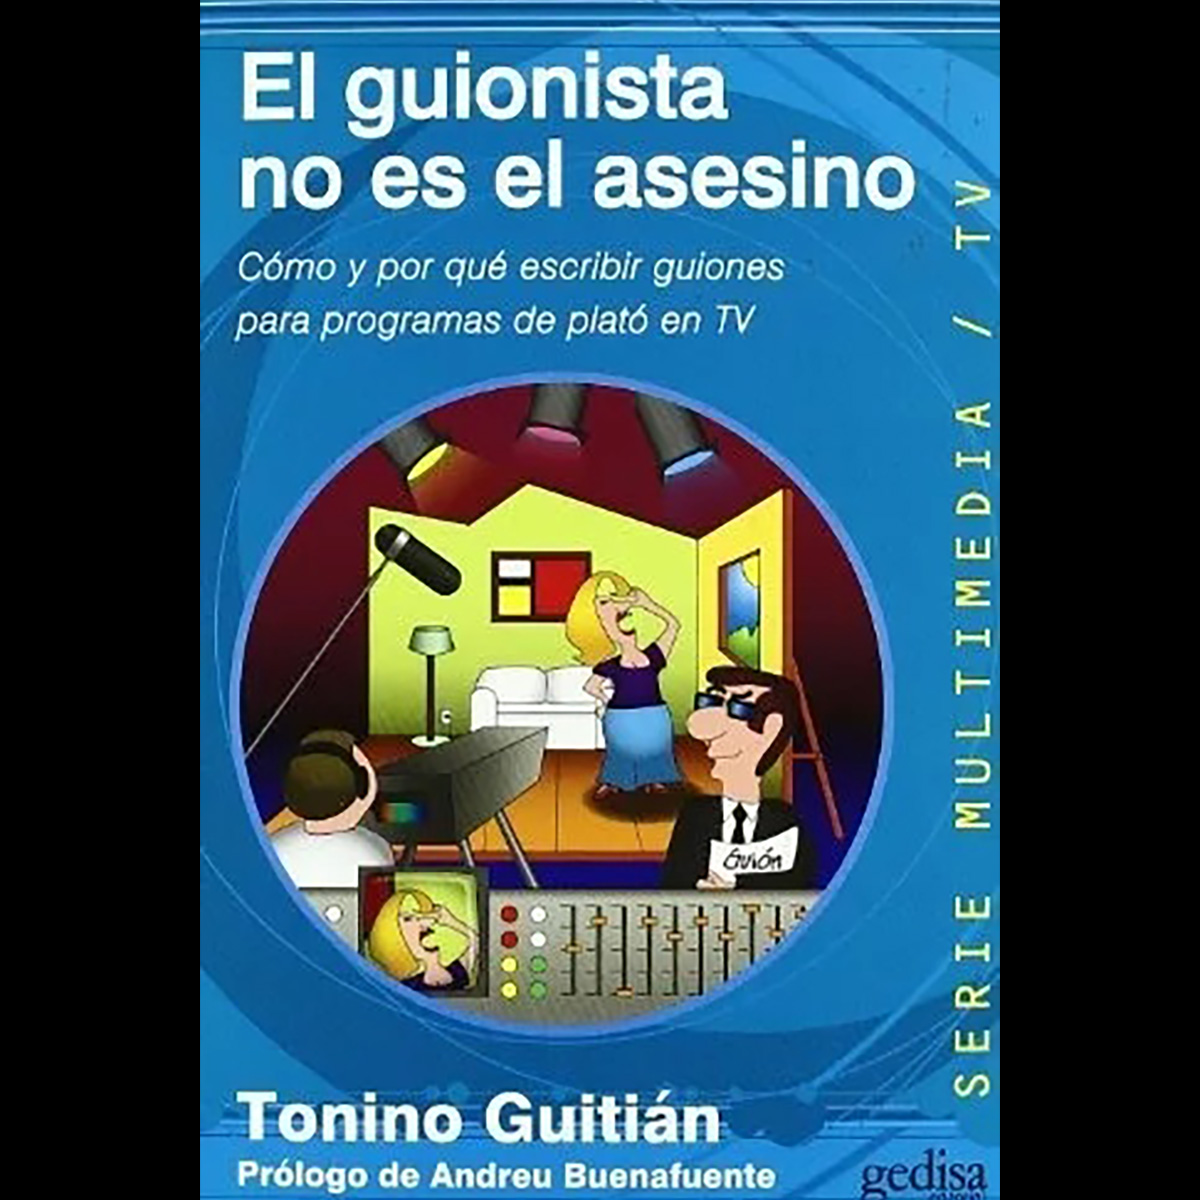 El guionista
no es el asesino
Cómo y por qué escribir guiones
para programas de plató en TV
SERIE MULTIMEDIA / TV
Guión
Tonino Guitián
Prólogo de Andreu Buenafuente
gedisa